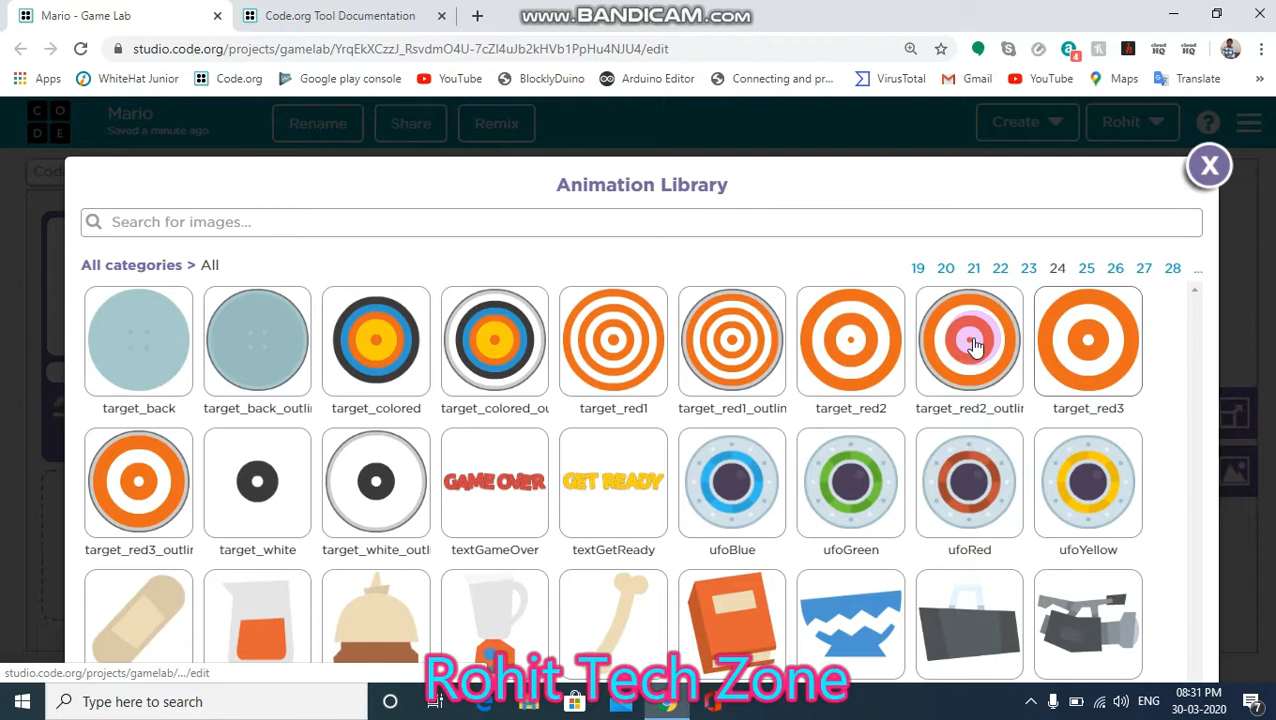 Mario - Game Lab
Code.org Tool Documentation
www.BANDICAM.com
studio.code.org/projects/gamelab/YrqEkXCzzJ_RsvdmO4U-7cZl4uJb2kHVb1PpHu4NJU4/edit
Apps
WhiteHat Junior
Code.org
Google play console
YouTube
BlocklyDuino
Arduino Editor
Connecting and pr...
VirusTotal
Gmail
YouTube
Maps
Translate
CODE
Mario
Saved a minute ago
Rename
Share
Remix
Create
Rohit
Animation Library
X
Search for images...
All categories > All
19 20 21 22 23 24 25 26 27 28 ...
target_back
target_back_outli
target_colored
target_colored_ou
target_red1
target_red1_outlin
target_red2
target_red2_outlin
target_red3
GAME OVER
GET READY
target_red3_outlin
target_white
target_white_outl
textGameOver
textGetReady
ufoBlue
ufoGreen
ufoRed
ufoYellow
studio.code.org/projects/gamelab/.../edit
Rohit Tech Zone
Type here to search
ENG
08:31 PM
30-03-2020